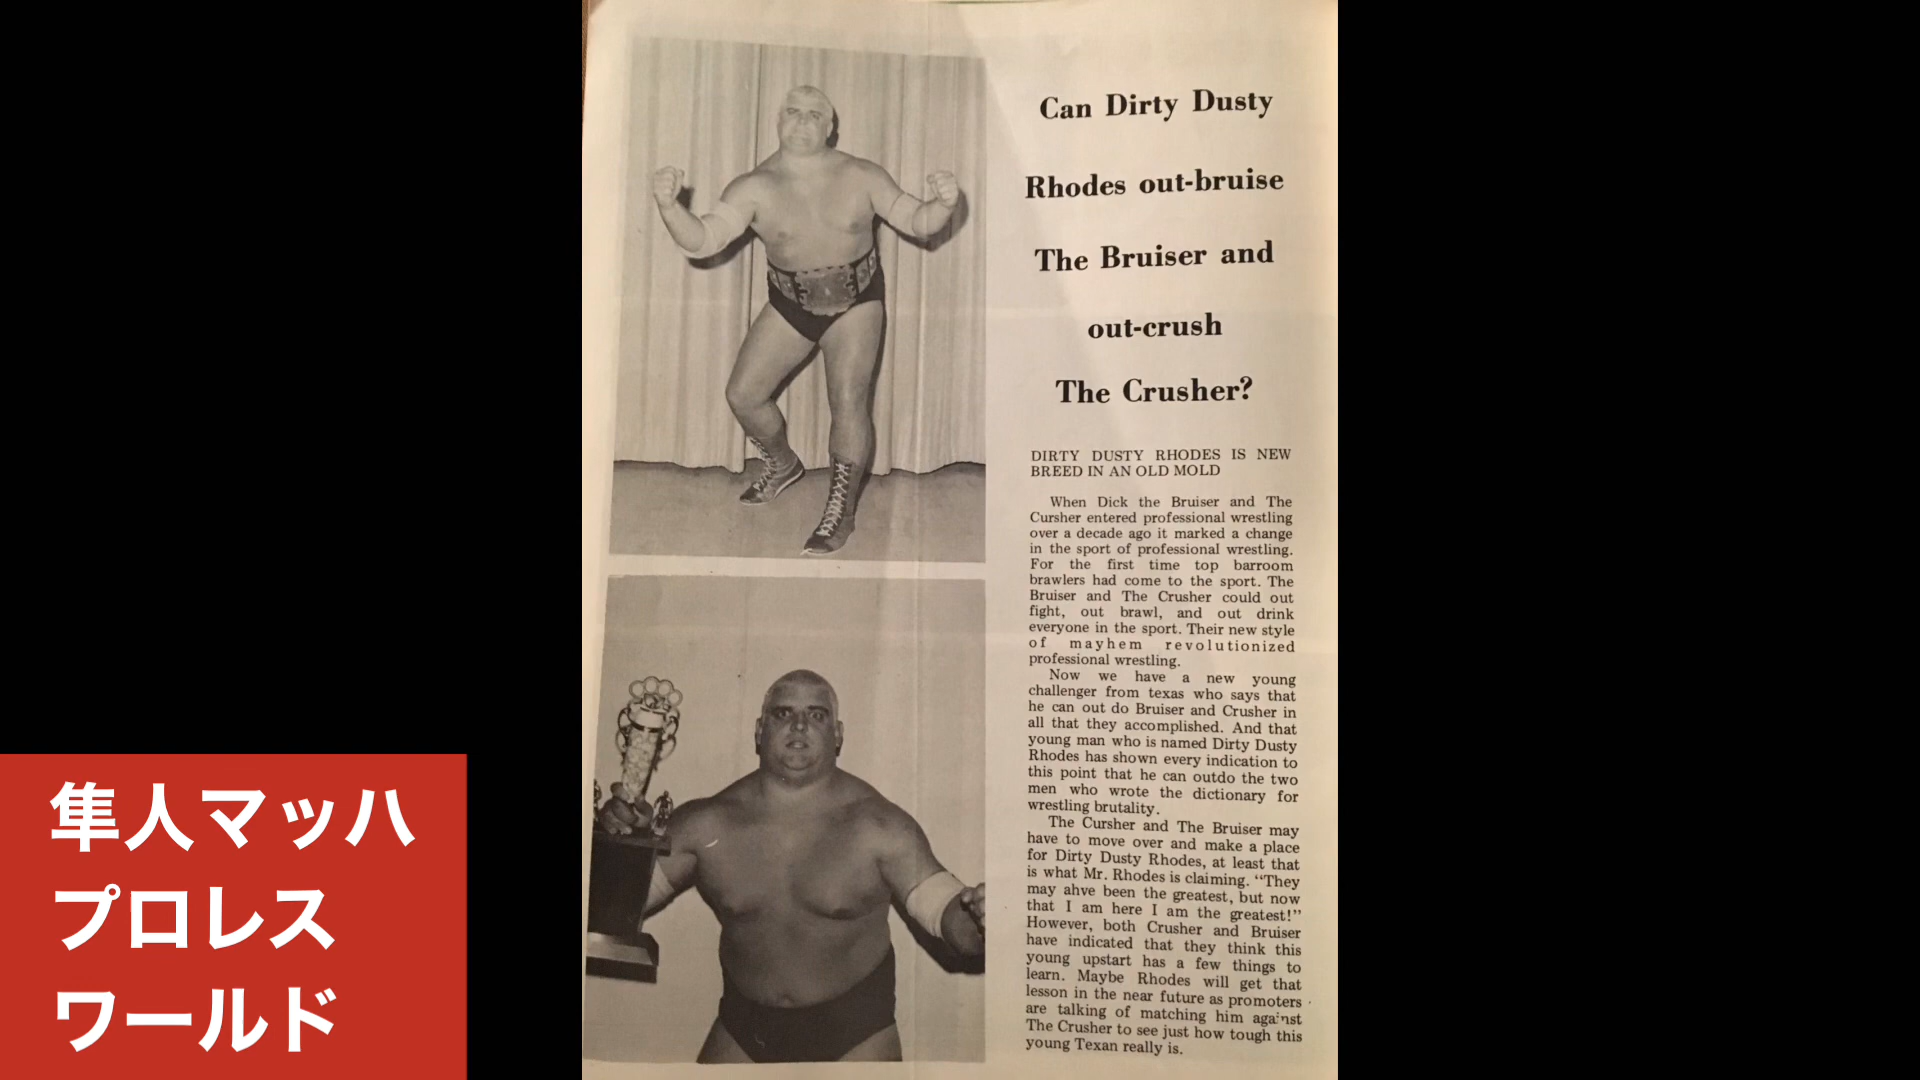 Can Dirty Dusty
Rhodes out-bruise
The Bruiser and
out-crush
The Crusher?
DIRTY DUSTY RHODES IS NEW
BREED IN AN OLD MOLD
When Dick the Bruiser and The
Cursher entered professional wrestling
over a decade ago it marked a change
in the sport of professional wrestling.
For the first time top barroom
brawlers had come to the sport. The
Bruiser and The Crusher could out
fight, out brawl, and out drink
everyone in the sport. Their new style
of mayhem revolutionized
professional wrestling.
Now we have a new young
challenger from texas who says that
he can out do Bruiser and Crusher in
all that they accomplished. And that
young man who is named Dirty Dusty
Rhodes has shown every indication to
this point that he can outdo the two
men who wrote the dictionary for
wrestling brutality.
The Cursher and The Bruiser may
have to move over and make a place
for Dirty Dusty Rhodes, at least that
is what Mr. Rhodes is claiming. “They
may ahve been the greatest, but now
that I am here I am the greatest!”
However, both Crusher and Bruiser
have indicated that they think this
young upstart has a few things to
learn. Maybe Rhodes will get that
lesson in the near future as promoters
are talking of matching him against
The Crusher to see just how tough this
young Texan really is.
隼人マッハ
プロレス
ワールド